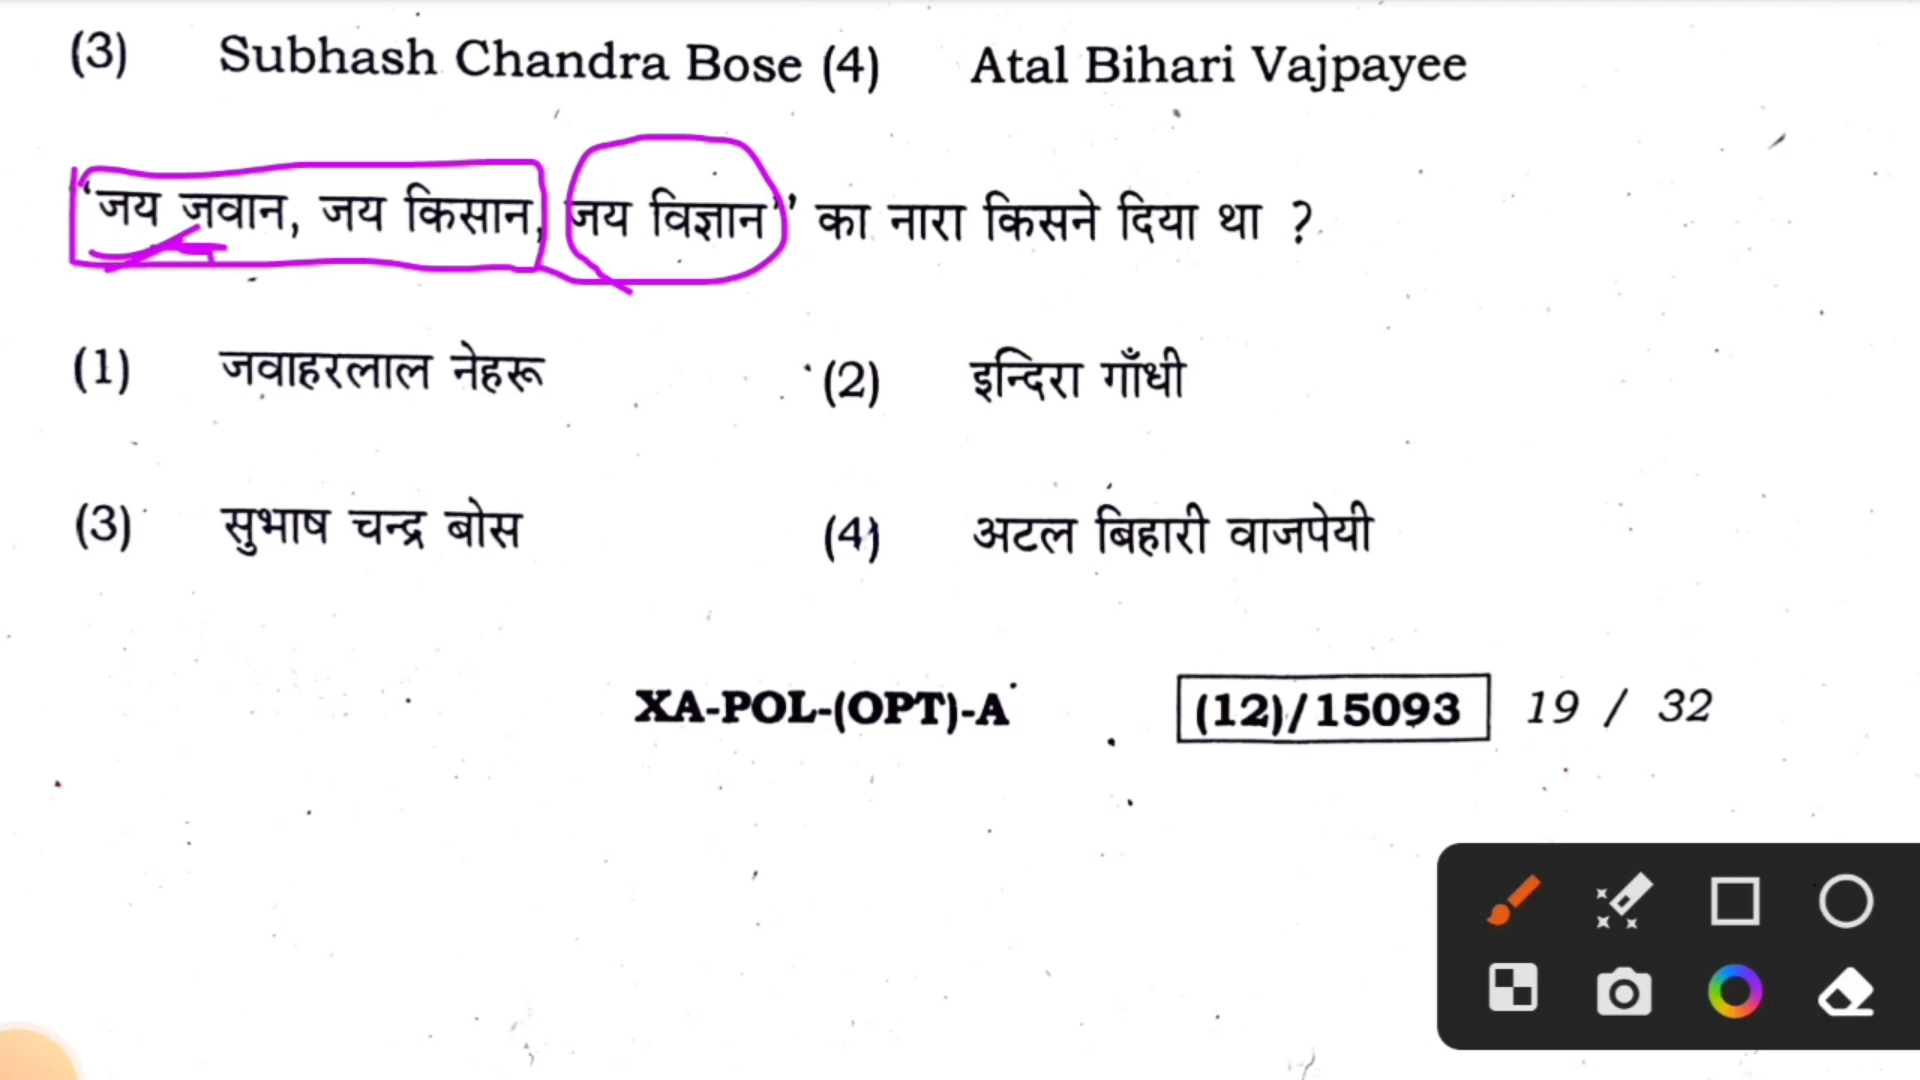 (3) Subhash Chandra Bose (4) Atal Bihari Vajpayee
‘जय जवान, जय किसान, जय विज्ञान’’ का नारा किसने दिया था ?
(1) जवाहरलाल नेहरू (2) इन्दिरा गाँधी
(3) सुभाष चन्द्र बोस (4) अटल बिहारी वाजपेयी
XA-POL-(OPT)-A (12)/15093 19 / 32